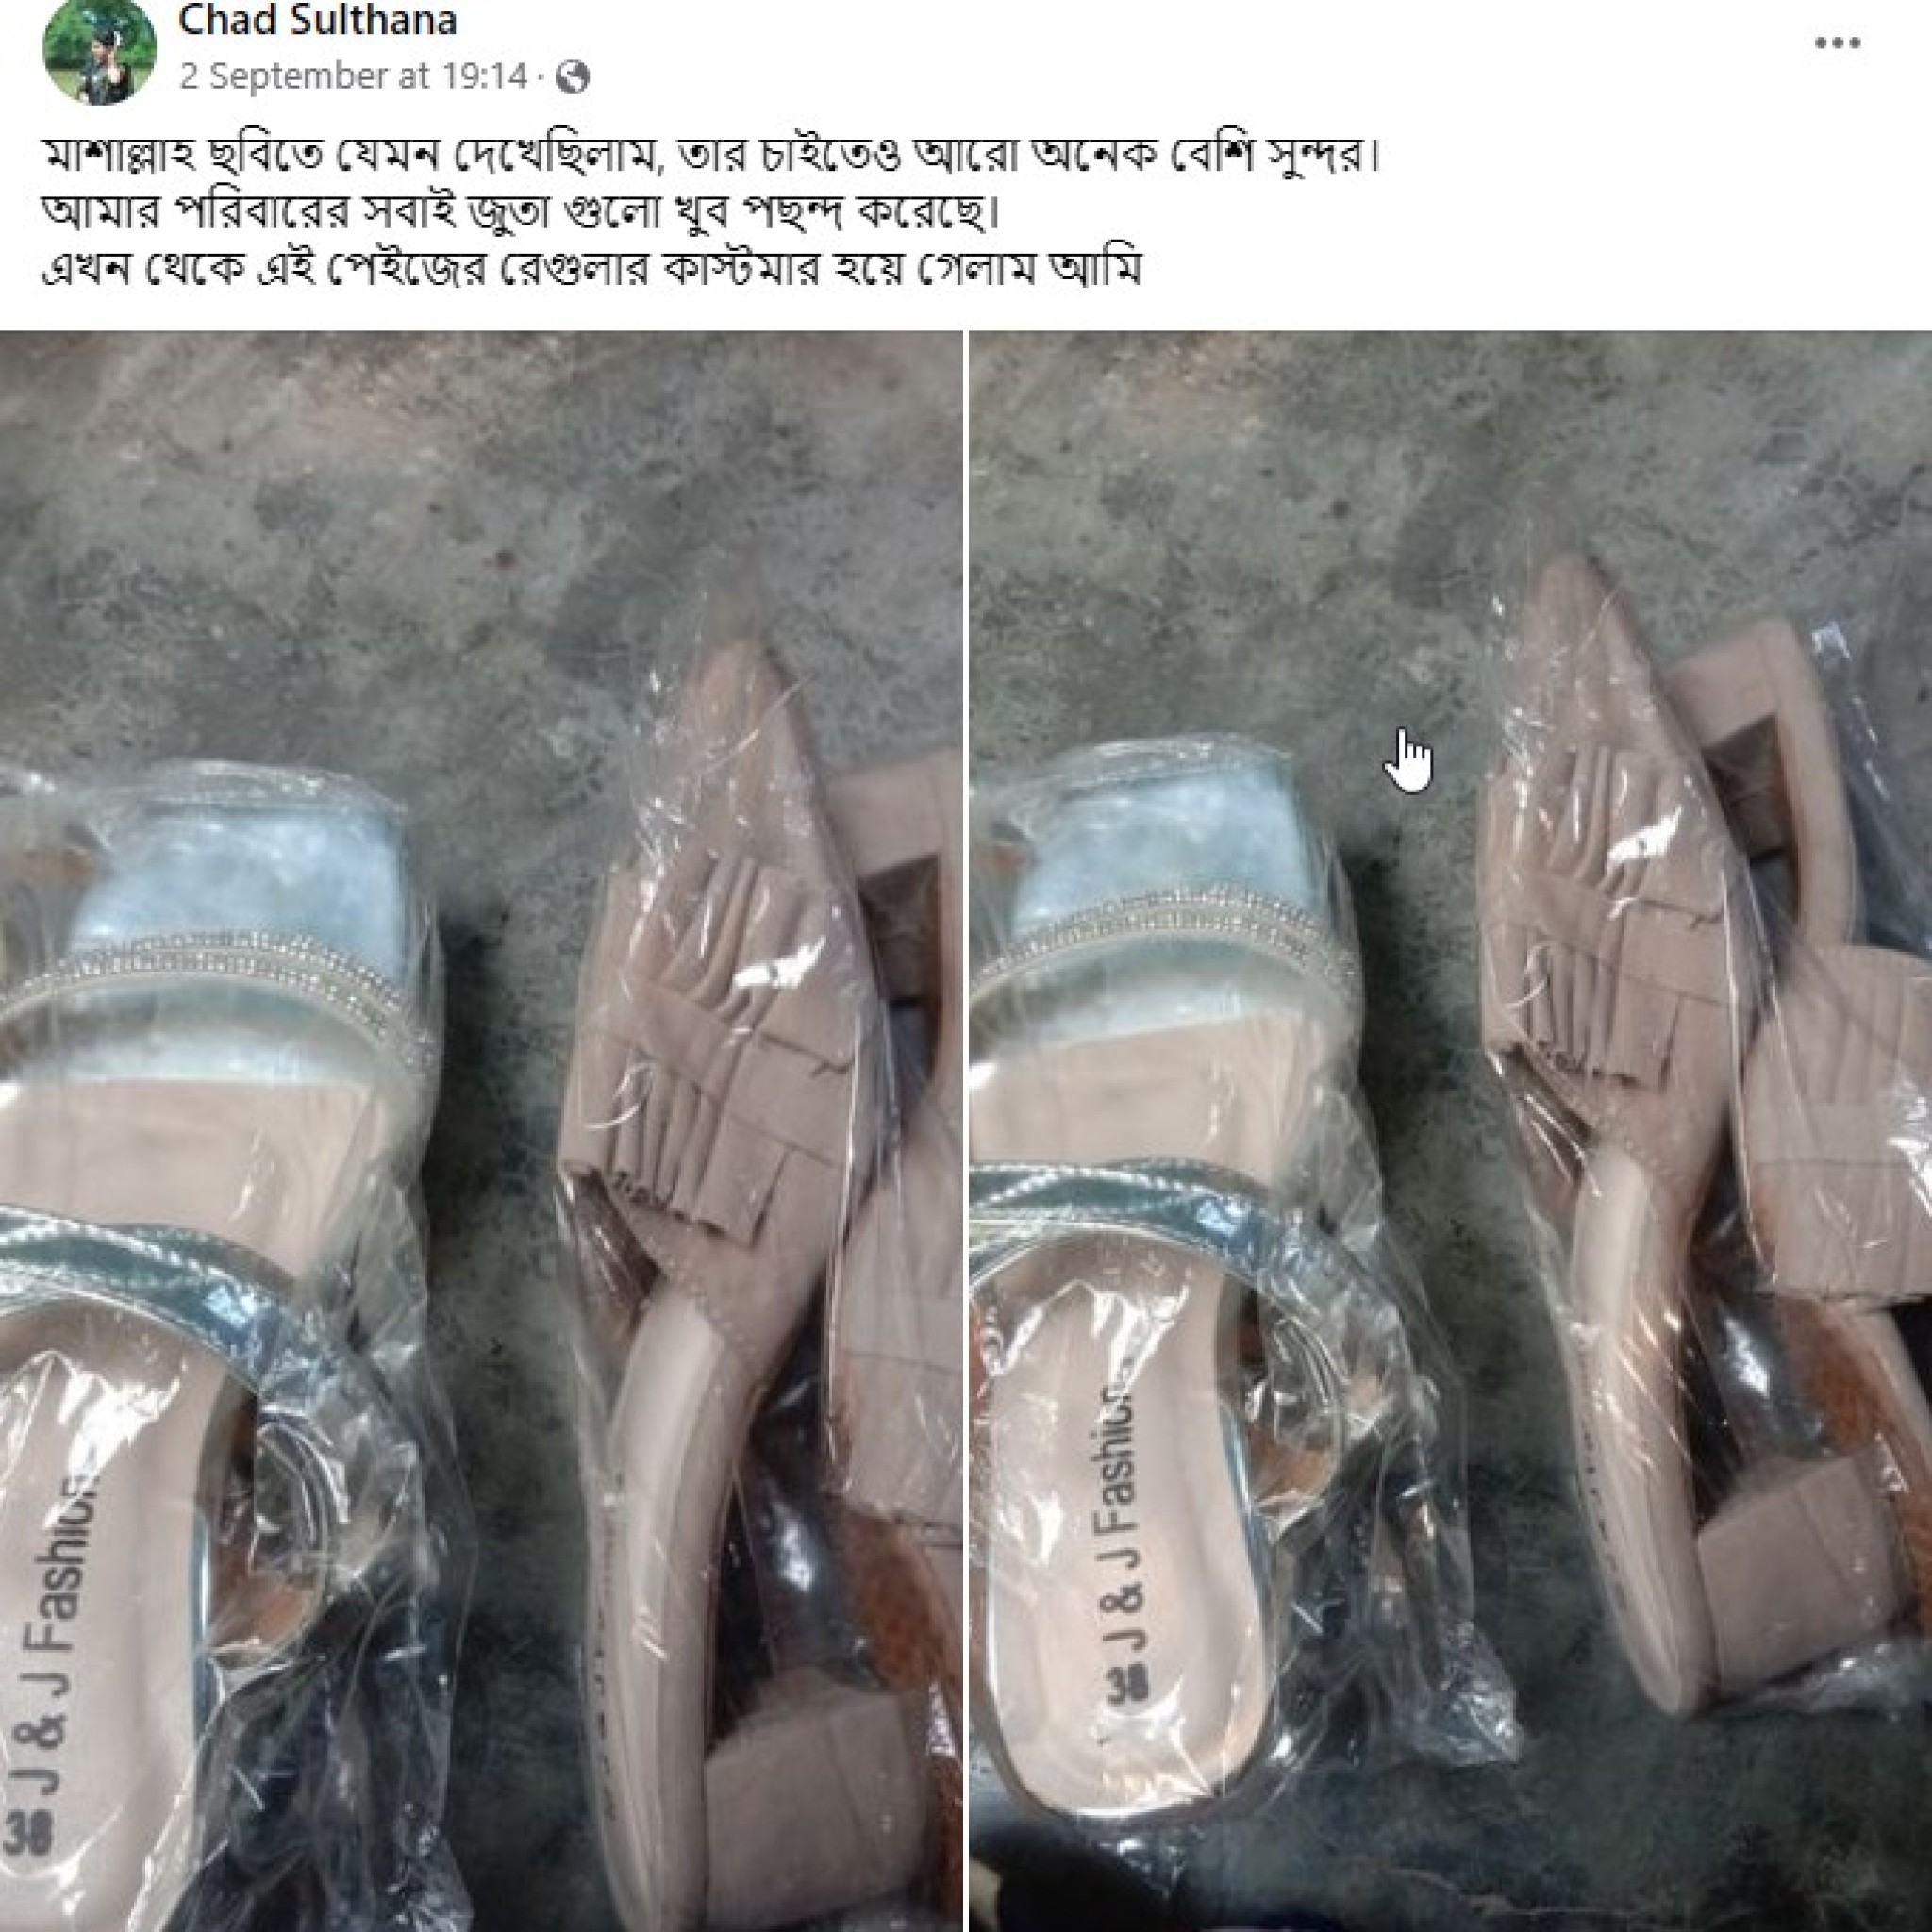 Chad Sulthana
2 September at 19:14 ·
মাশাল্লাহ ছবিতে যেমন দেখেছিলাম, তার চাইতেও আরো অনেক বেশি সুন্দর।
আমার পরিবারের সবাই জুতা গুলো খুব পছন্দ করেছে।
এখন থেকে এই পেইজের রেগুলার কাস্টমার হয়ে গেলাম আমি
J & J Fashion
38
J & J Fashion
38